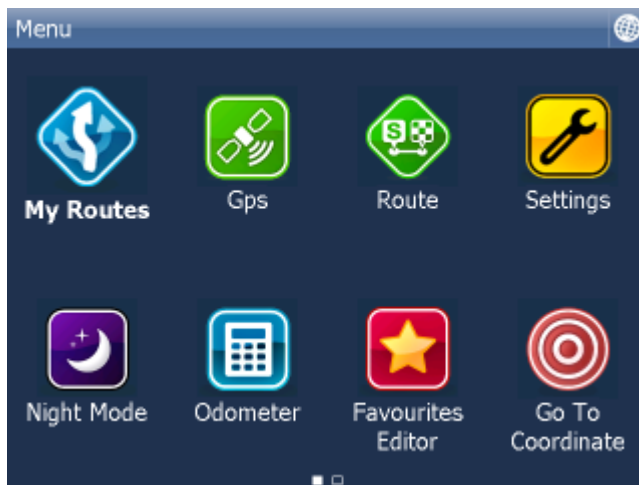 Menu
My Routes
Gps
S
Route
Settings
Night Mode
Odometer
Favourites
Editor
Go To
Coordinate